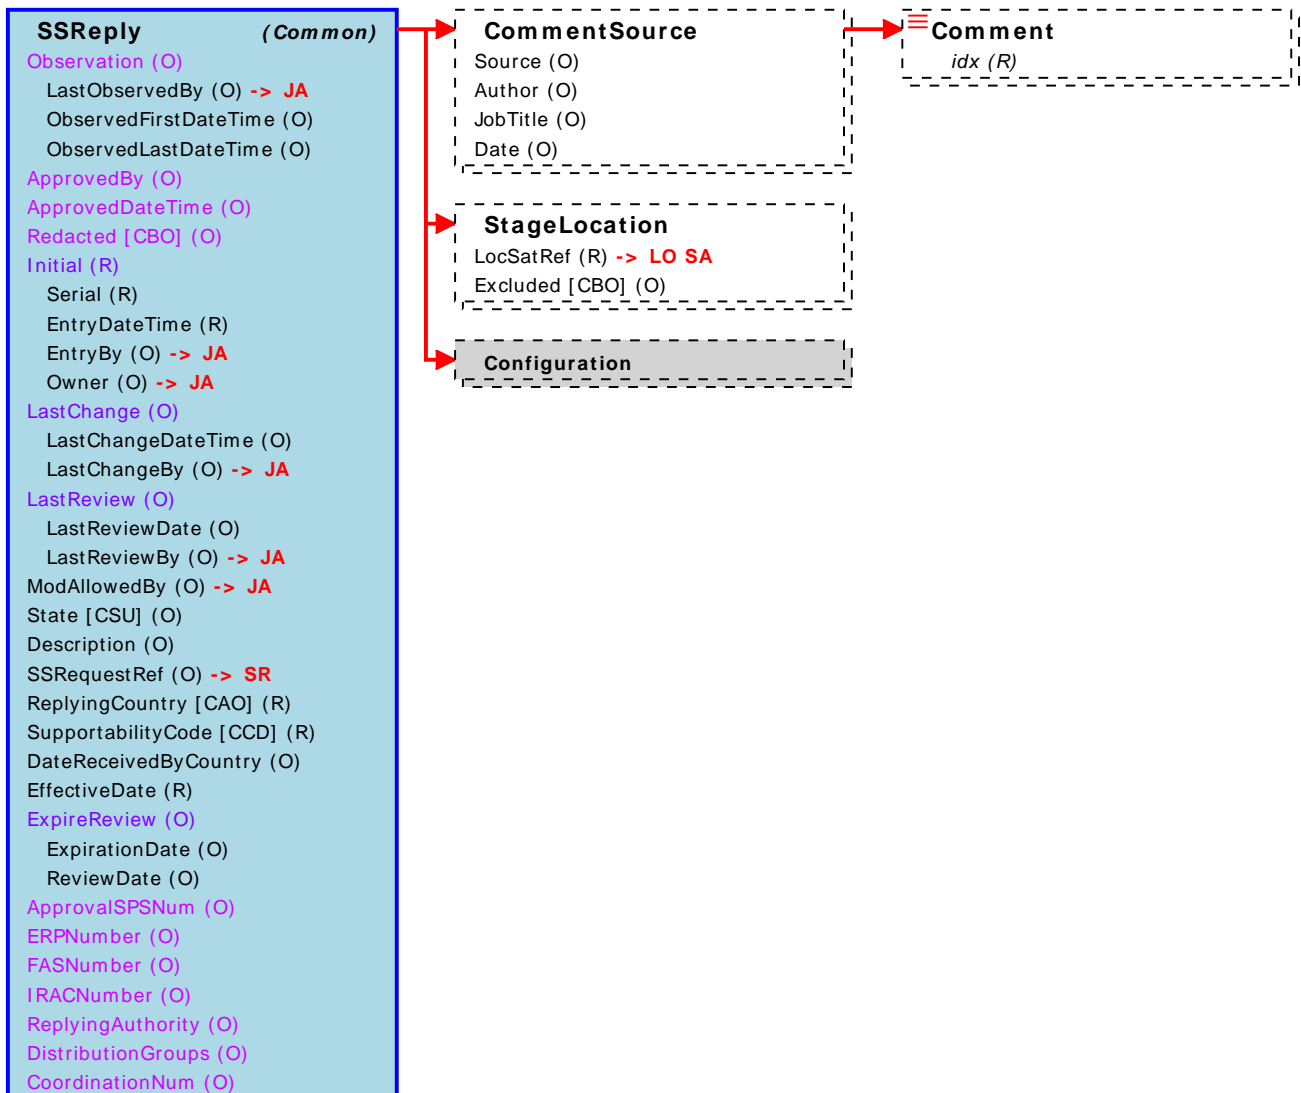 SSReply (Common)
Observation (O)
LastObservedBy (O) -> JA
ObservedFirstDateTime (O)
ObservedLastDateTime (O)
ApprovedBy (O)
ApprovedDateTime (O)
Redacted [CBO] (O)
Initial (R)
Serial (R)
EntryDateTime (R)
EntryBy (O) -> JA
Owner (O) -> JA
LastChange (O)
LastChangeDateTime (O)
LastChangeBy (O) -> JA
LastReview (O)
LastReviewDate (O)
LastReviewBy (O) -> JA
ModAllowedBy (O) -> JA
State [CSU] (O)
Description (O)
SSRequestRef (O) -> SR
ReplyingCountry [CAO] (R)
SupportabilityCode [CCD] (R)
DateReceivedByCountry (O)
EffectiveDate (R)
ExpireReview (O)
ExpirationDate (O)
ReviewDate (O)
ApprovalSPSNum (O)
ERPNumber (O)
FASNumber (O)
IRACNumber (O)
ReplyingAuthority (O)
DistributionGroups (O)
CoordinationNum (O)
CommentSource
Source (O)
Author (O)
JobTitle (O)
Date (O)
StageLocation
LocSatRef (R) -> LO SA
Excluded [CBO] (O)
Configuration
Comment
idx (R)